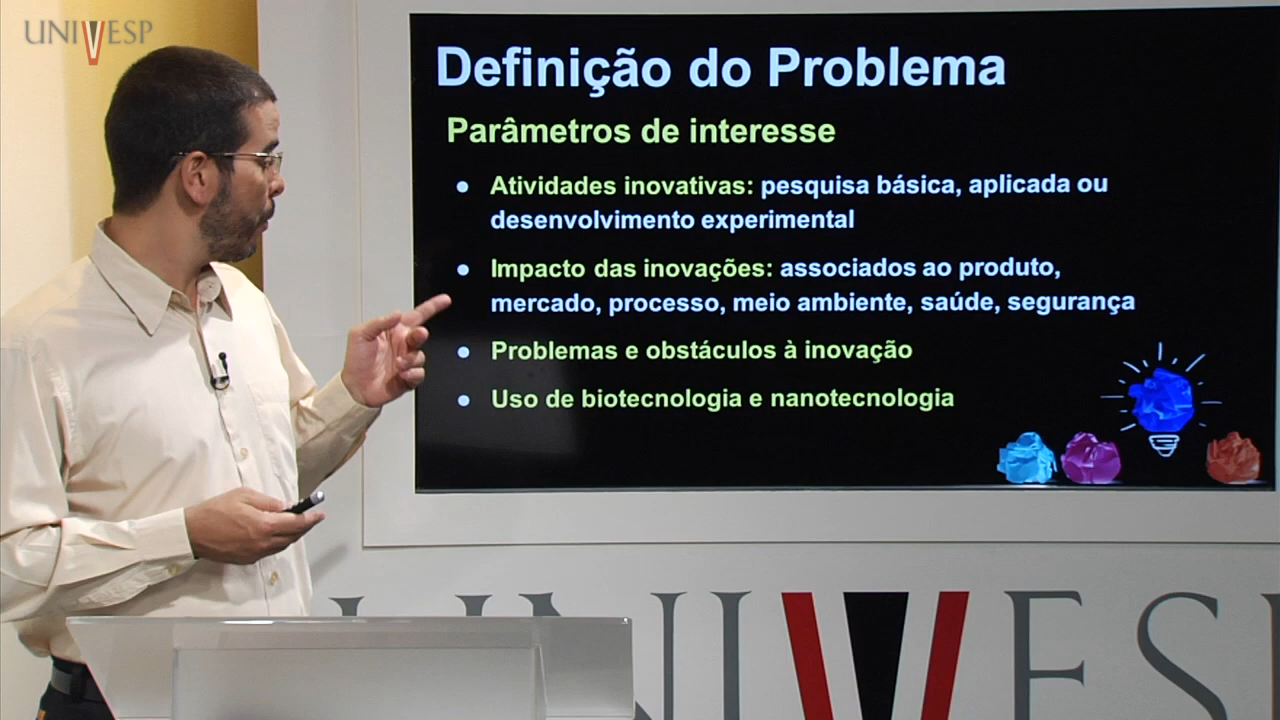 UNIVESP
Definição do Problema
Parâmetros de interesse
• Atividades inovativas: pesquisa básica, aplicada ou
desenvolvimento experimental
• Impacto das inovações: associados ao produto,
mercado, processo, meio ambiente, saúde, segurança
• Problemas e obstáculos à inovação
• Uso de biotecnologia e nanotecnologia
UNIVES